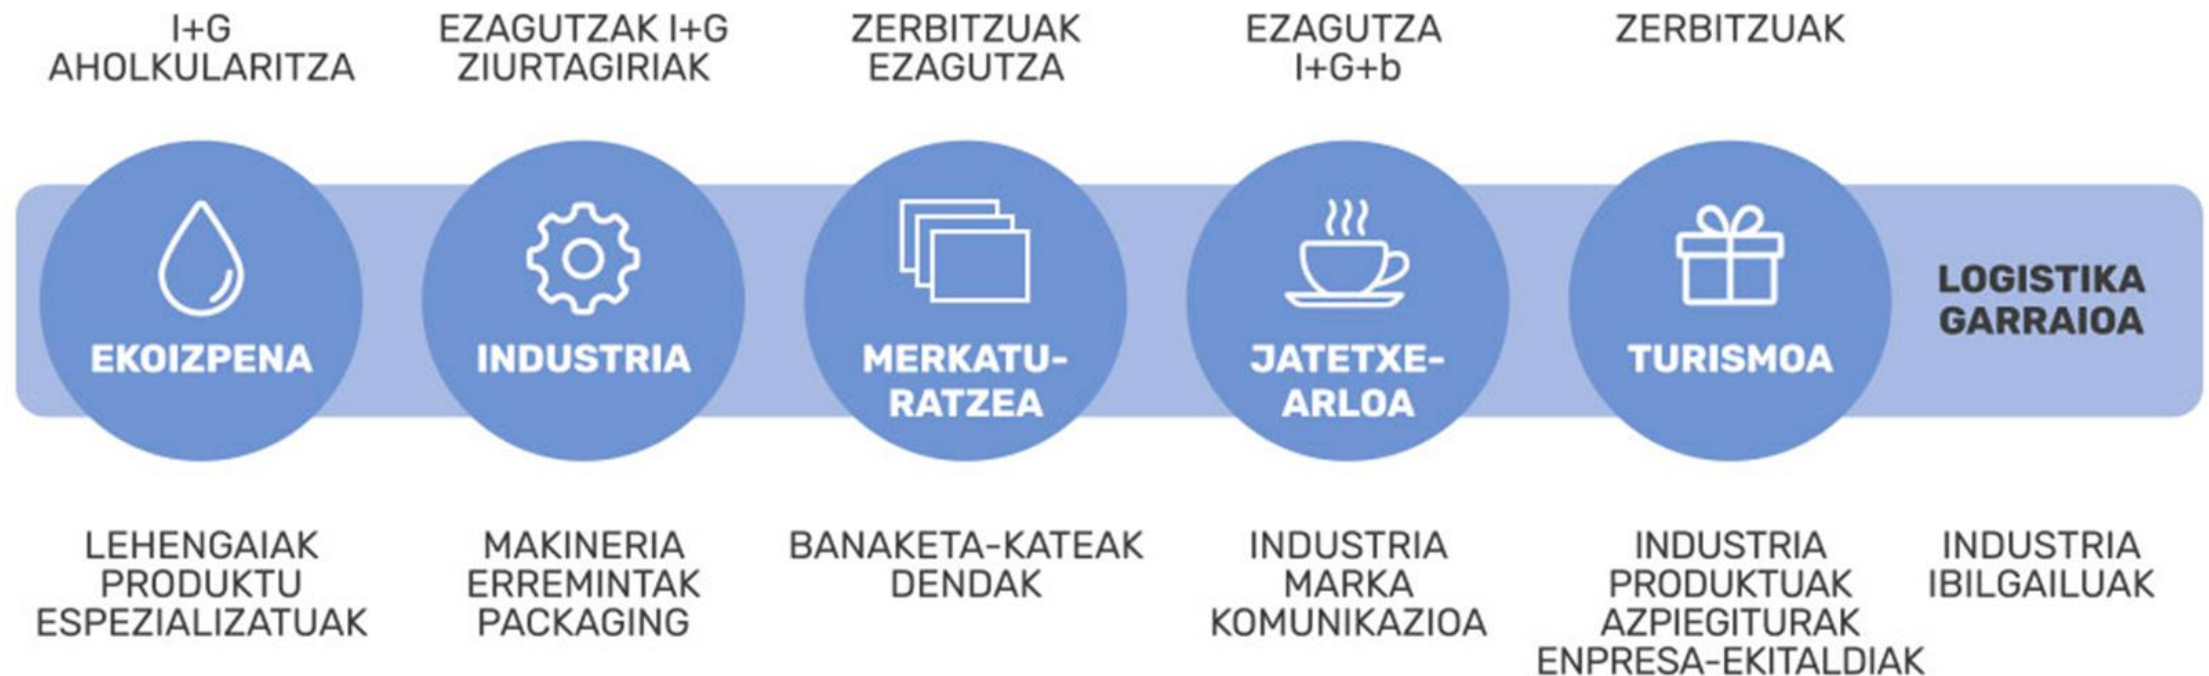 I+G
AHOLKULARITZA
EZAGUTZAK I+G
ZIURTAGIRIAK
ZERBITZUAK
EZAGUTZA
EZAGUTZA
I+G+b
ZERBITZUAK
EKOIZPENA
INDUSTRIA
MERKATU-
RATZEA
JATETXE-
ARLOA
TURISMOA
LOGISTIKA
GARRAIOA
LEHENGAIAK
PRODUKTU
ESPEZIALIZATUAK
MAKINERIA
ERREMINTAK
PACKAGING
BANAKETA-KATEAK
DENDAK
INDUSTRIA
MARKA
KOMUNIKAZIOA
INDUSTRIA
PRODUKTUAK
AZPIEGITURAK
ENPRESA-EKITALDIAK
INDUSTRIA
IBILGAILUAK